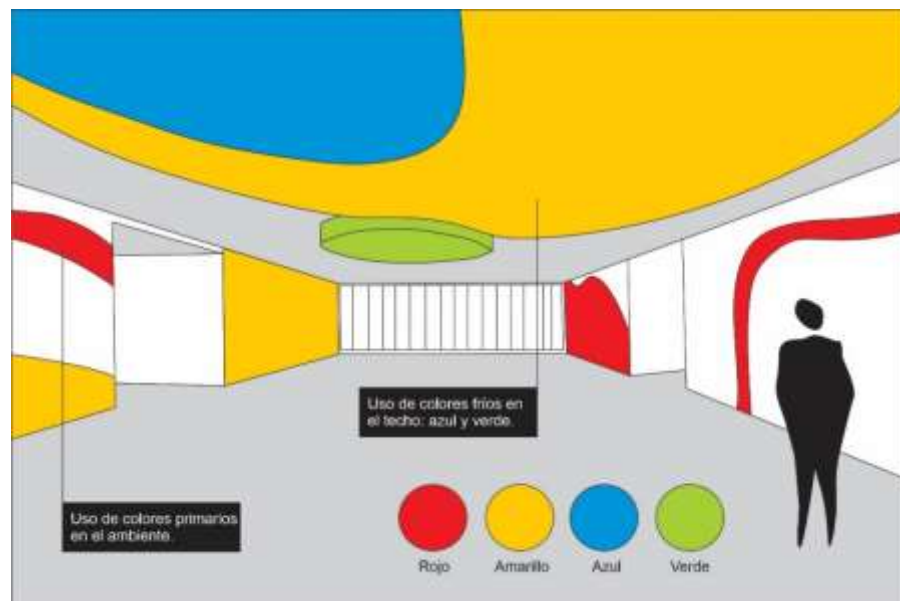 Uso de colores fríos en
el techo: azul y verde.
Uso de colores primarios
en el ambiente.
Rojo
Amarillo
Azul
Verde